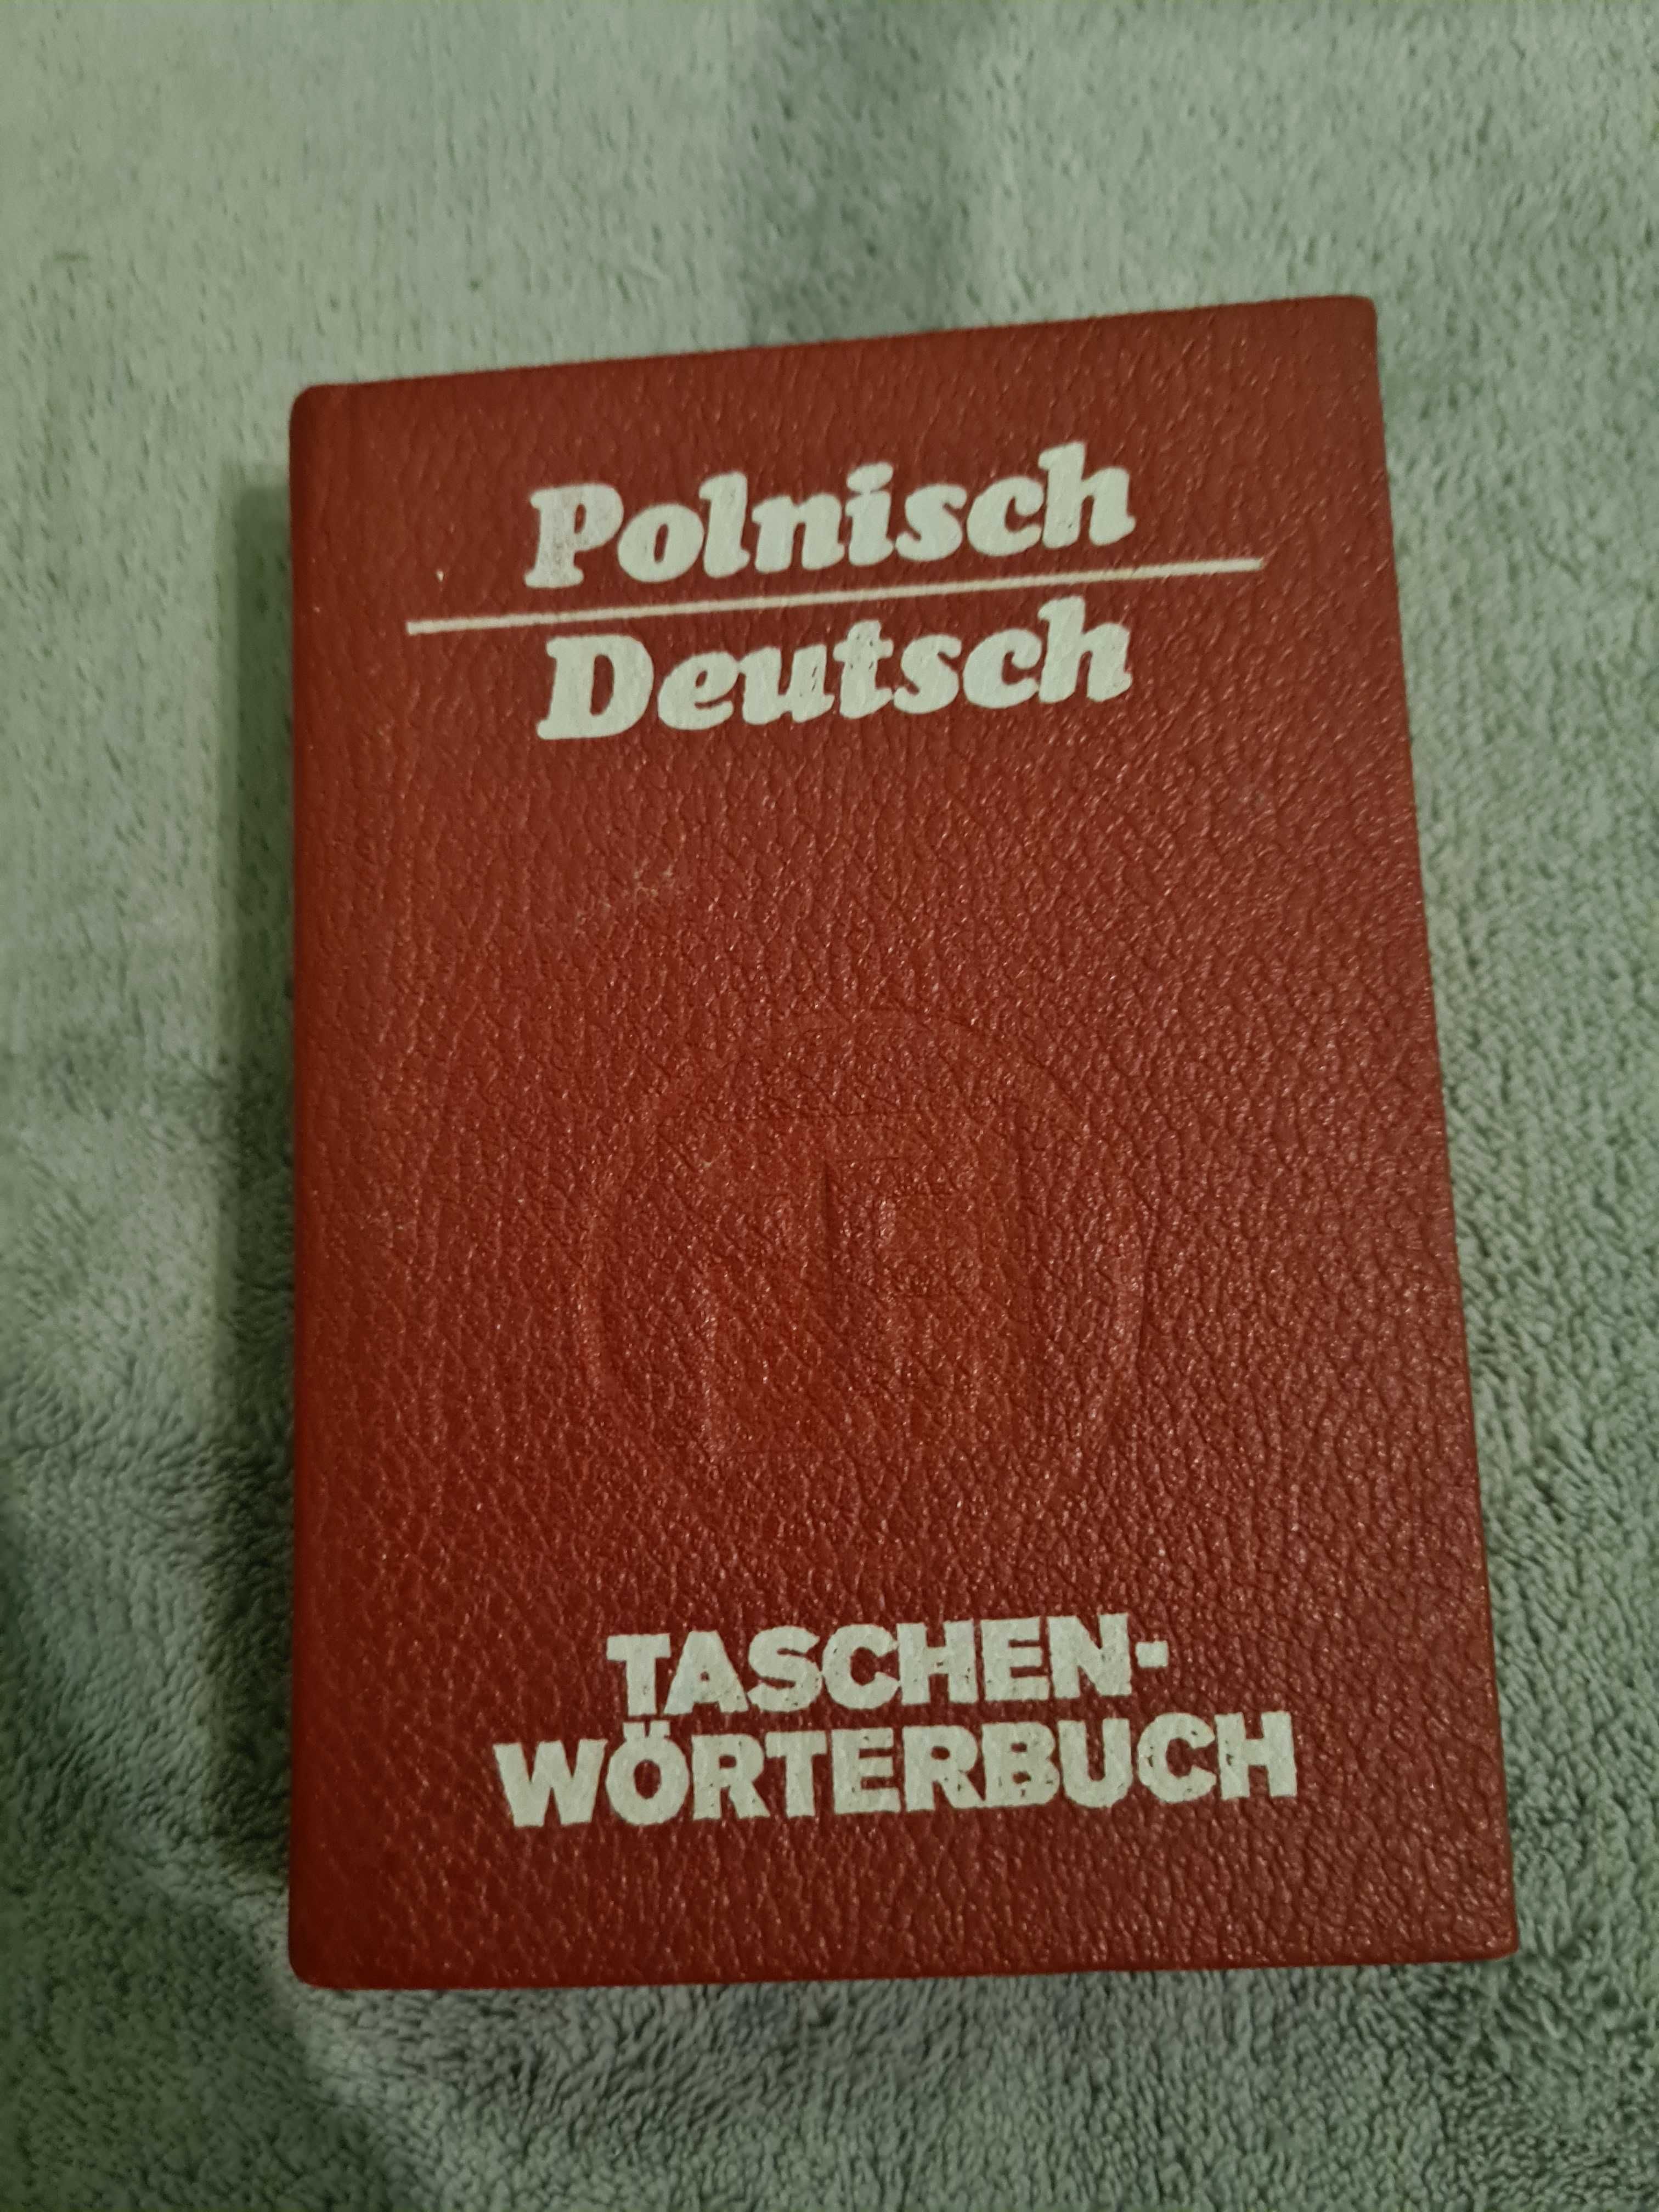 Polnisch
Deutsch
TASCHEN-
WÖRTERBUCH